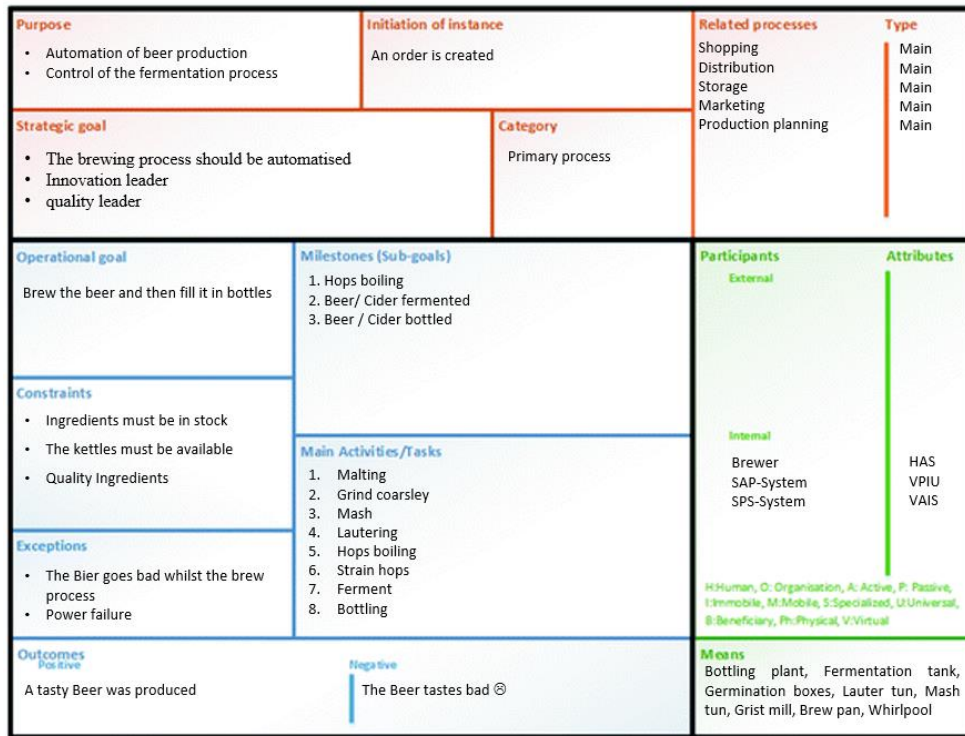 Purpose
• Automation of beer production
• Control of the fermentation process
Initiation of instance
An order is created
Related processes Type
Shopping Main
Distribution Main
Storage Main
Marketing Main
Production planning Main
Strategic goal
• The brewing process should be automatised
• Innovation leader
• quality leader
Category
Primary process
Operational goal
Brew the beer and then fill it in bottles
Milestones (Sub-goals)
1. Hops boiling
2. Beer/ Cider fermented
3. Beer / Cider bottled
Participants Attributes
External
Constraints
• Ingredients must be in stock
• The kettles must be available
• Quality Ingredients
Main Activities/Tasks
1. Malting
2. Grind coarsley
3. Mash
4. Lautering
5. Hops boiling
6. Strain hops
7. Ferment
8. Bottling
Internal
Brewer HAS
SAP-System VPIU
SPS-System VAIS
H:Human, O: Organisation, A: Active, P: Passive,
I:Immobile, M:Mobile, S:Specialized, U:Universal,
B:Beneficiary, Ph:Physical, V:Virtual
Exceptions
• The Bier goes bad whilst the brew
process
• Power failure
Outcomes
Positive Negative
A tasty Beer was produced
The Beer tastes bad ☹
Means
Bottling plant, Fermentation tank,
Germination boxes, Lauter tun, Mash
tun, Grist mill, Brew pan, Whirlpool